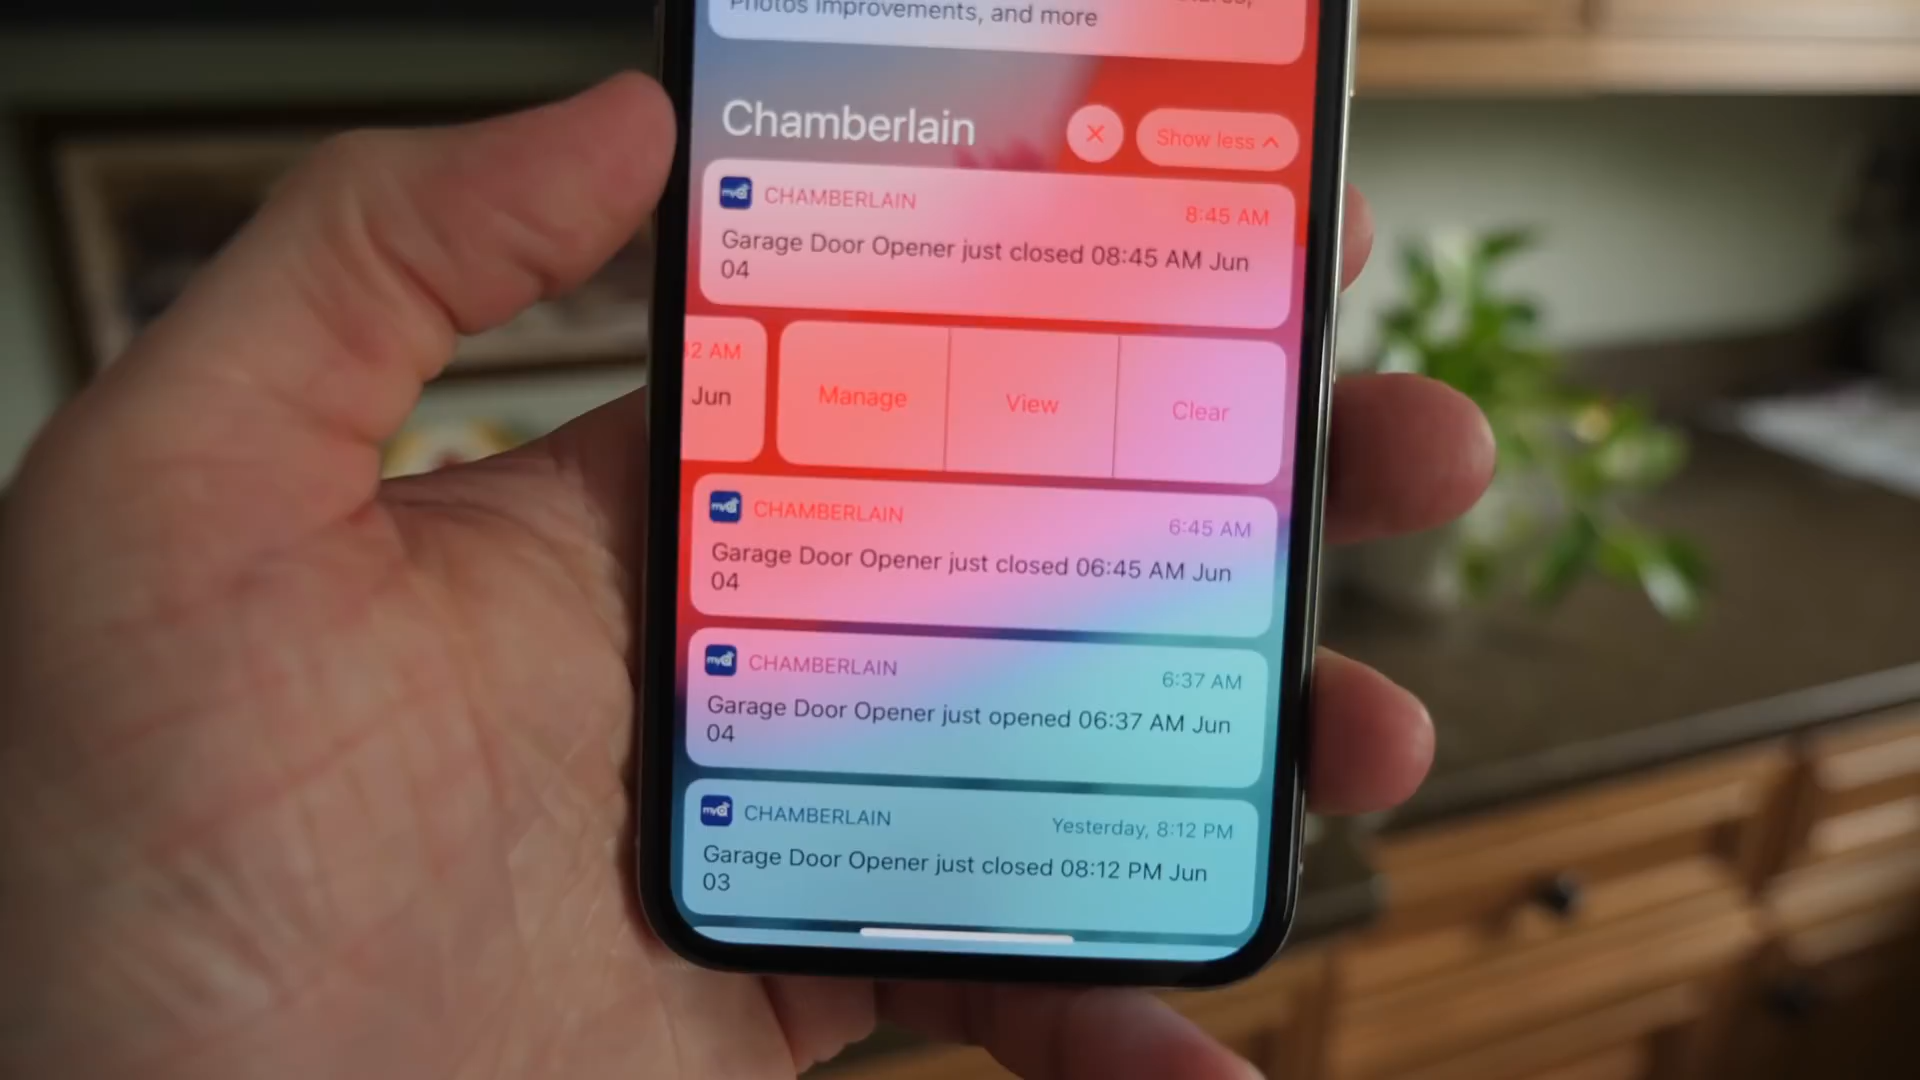 Photos Improvements, and more
Chamberlain
Show less
CHAMBERLAIN
8:45 AM
Garage Door Opener just closed 08:45 AM Jun
04
2 AM
Jun
Manage
View
Clear
CHAMBERLAIN
6:45 AM
Garage Door Opener just closed 06:45 AM Jun
04
CHAMBERLAIN
6:37 AM
Garage Door Opener just opened 06:37 AM Jun
04
myQ
CHAMBERLAIN
Yesterday, 8:12 PM
Garage Door Opener just closed 08:12 PM Jun
03